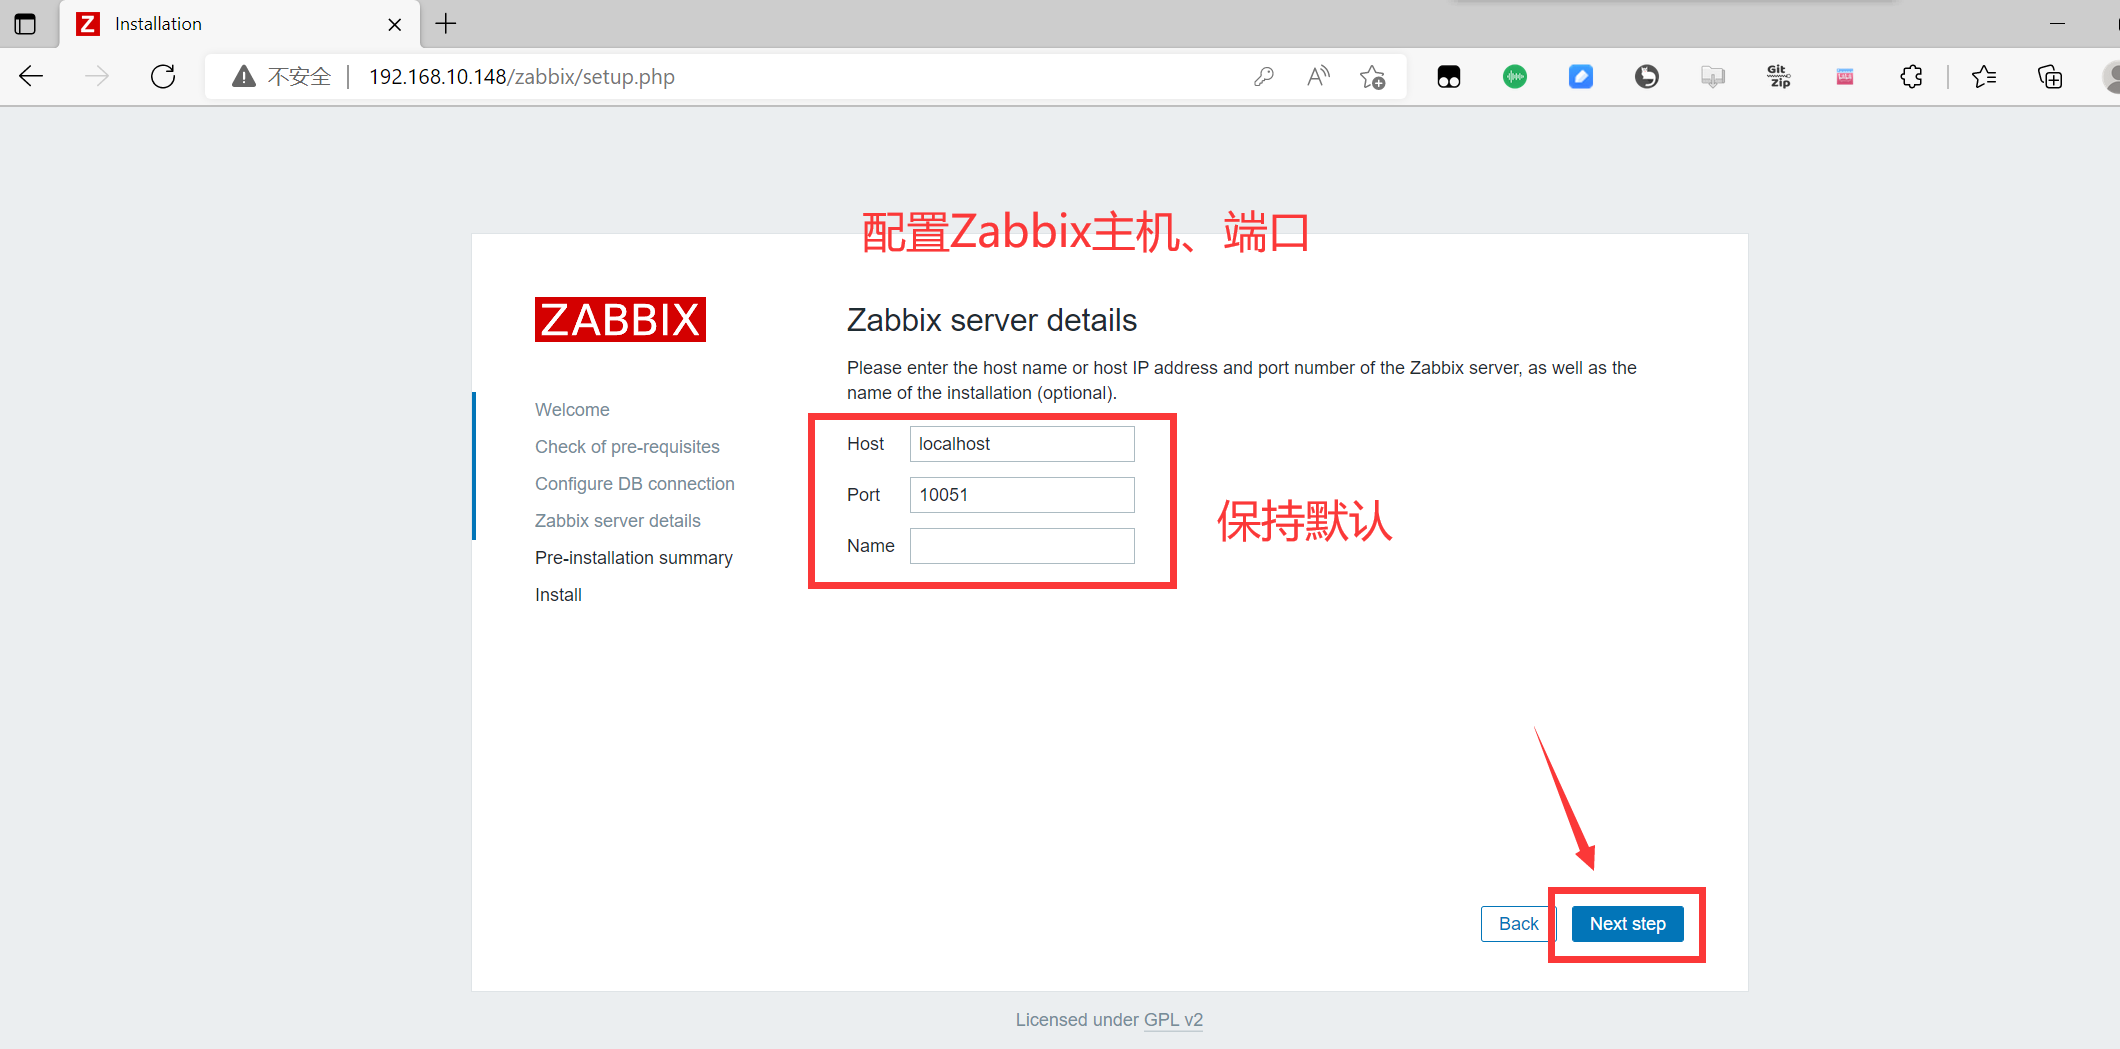 Installation
不安全
192.168.10.148/zabbix/setup.php
Git
Zip
配置Zabbix主机、端口
ZABBIX
Zabbix server details
Please enter the host name or host IP address and port number of the Zabbix server, as well as the
name of the installation (optional).
Welcome
Check of pre-requisites
Configure DB connection
Zabbix server details
Pre-installation summary
Install
Host
localhost
Port
10051
Name
保持默认
Back
Next step
Licensed under GPL v2